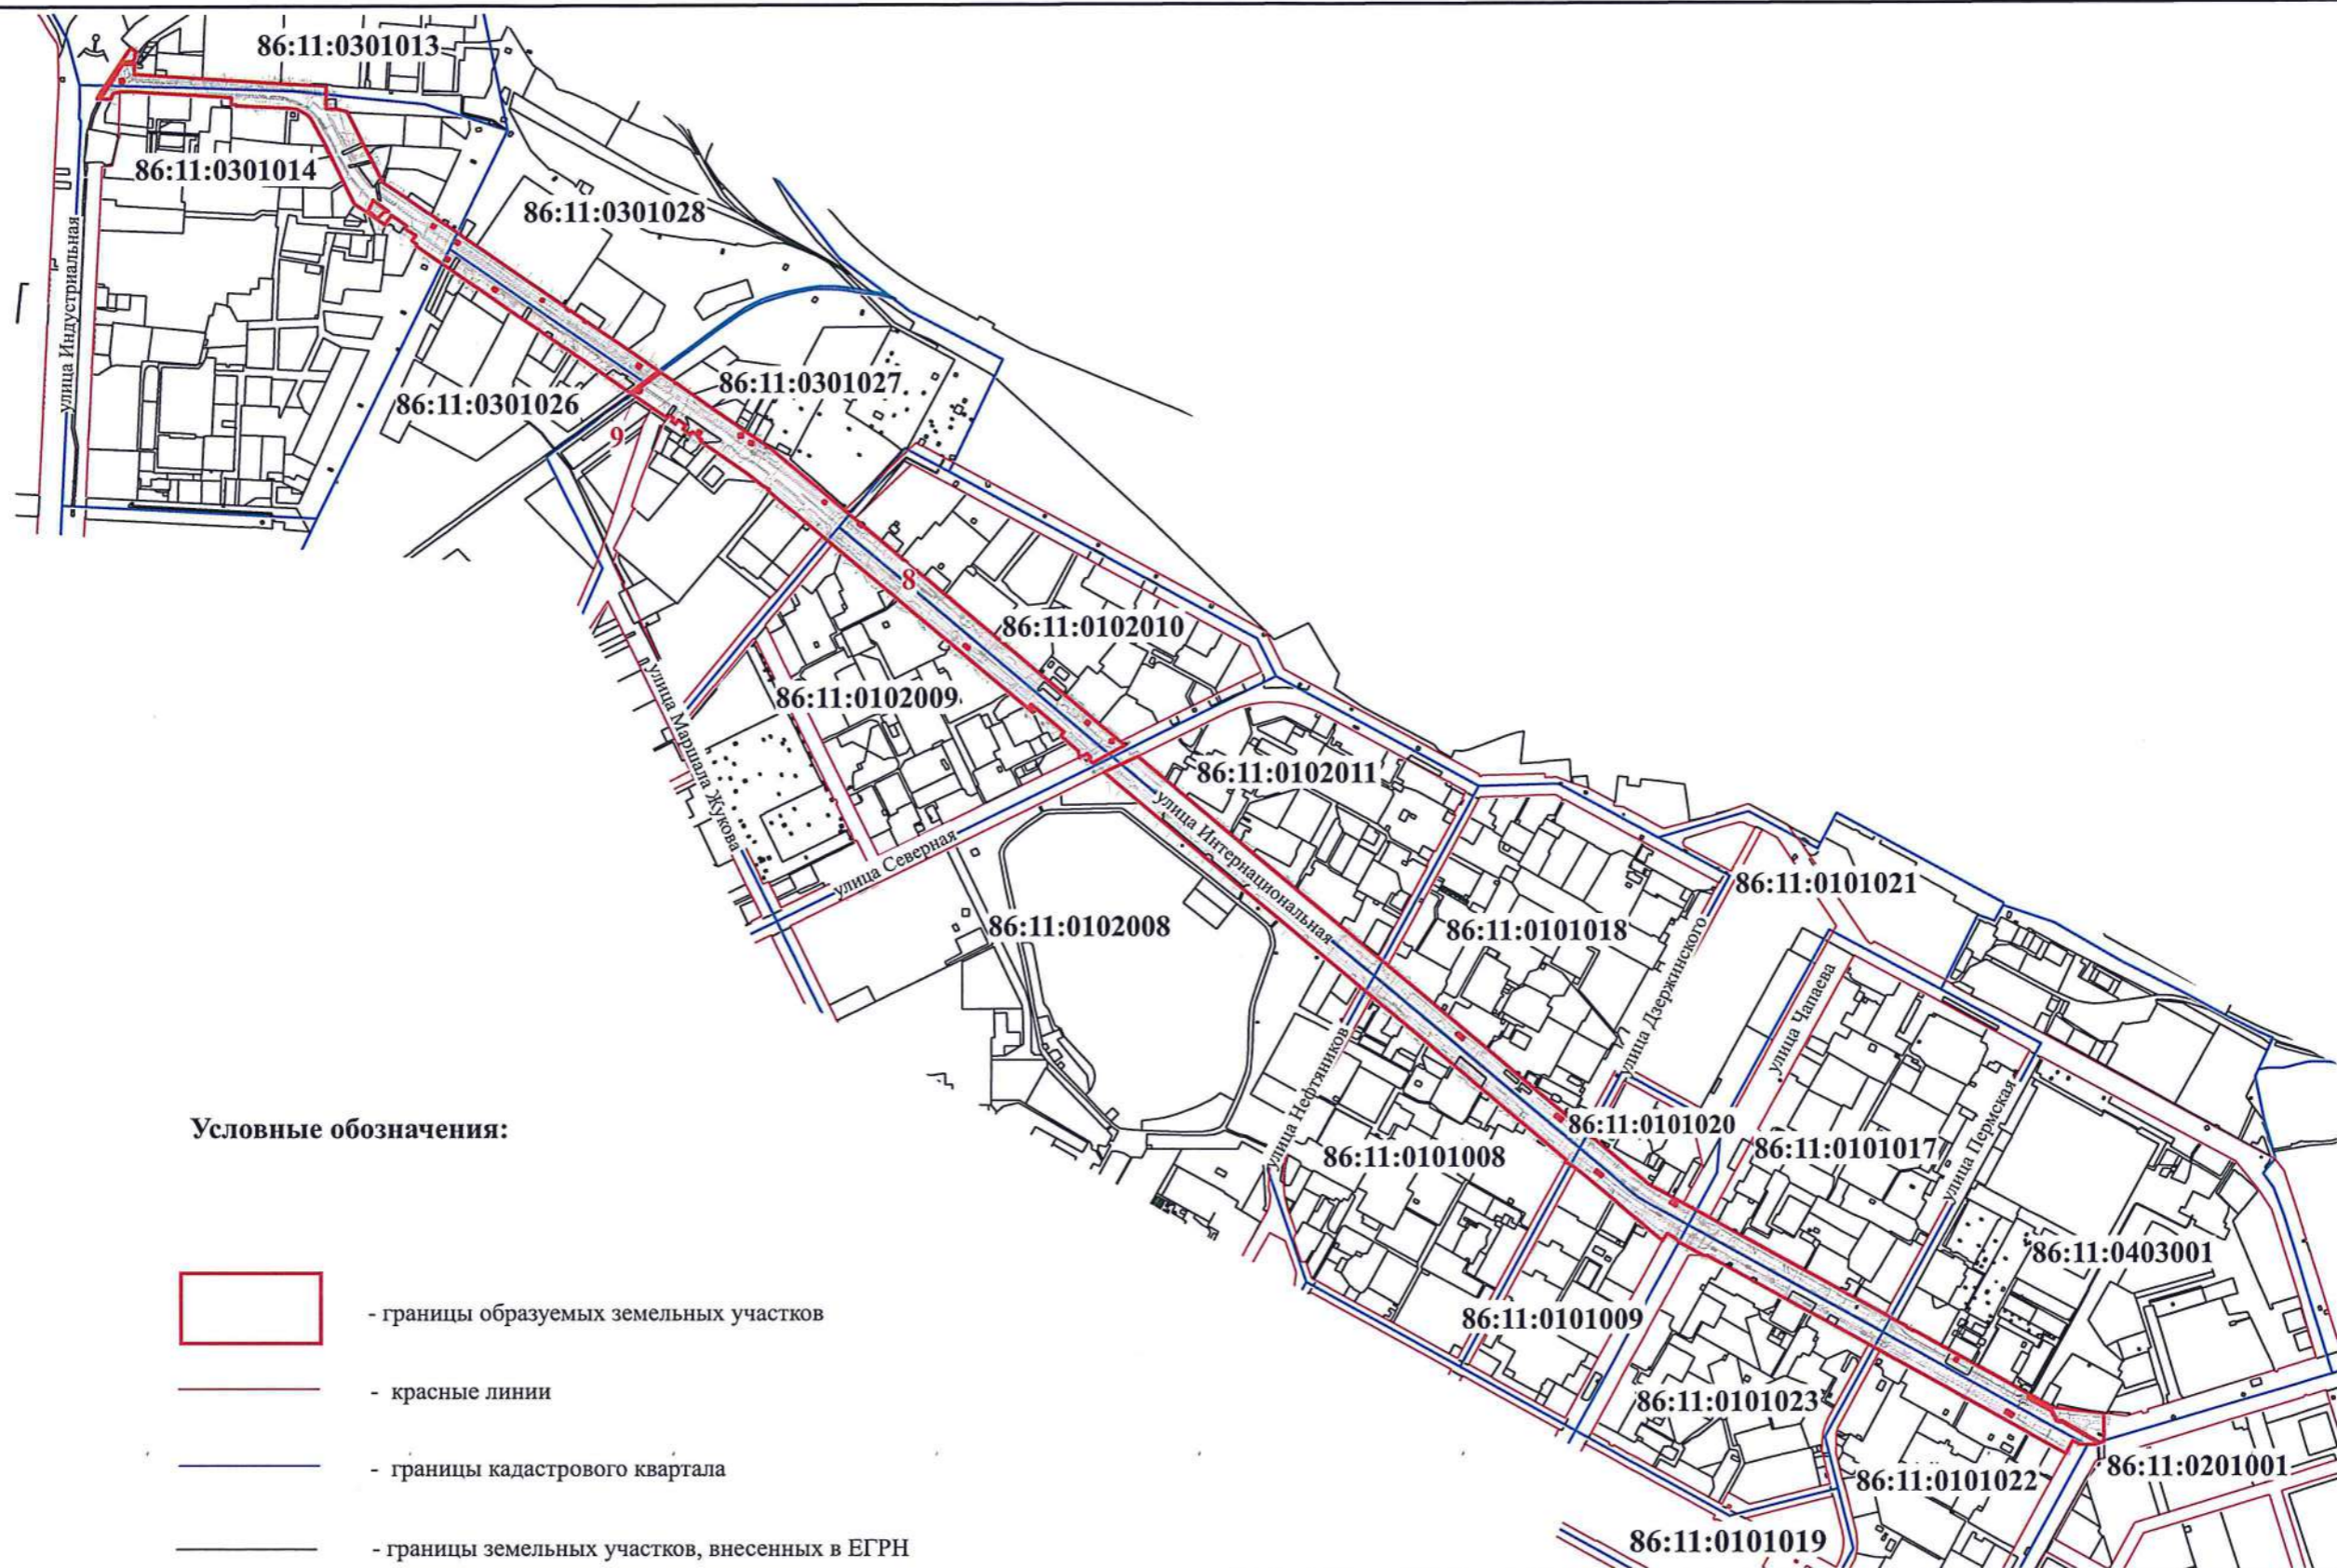 86:11:0301013
86:11:0301014
86:11:0301028
улица Индустриальная
86:11:0301027
86:11:0301026
9
8
86:11:0102010
86:11:0102009
улица Маршала Жукова
86:11:0102011
улица Интернациональная
улица Северная
86:11:0102008
86:11:0101021
86:11:0101018
улица Дзержинского
улица Чапаева
улица Нефтяников
86:11:0101020
86:11:0101008
86:11:0101017
улица Пермская
Условные обозначения:
86:11:0403001
- границы образуемых земельных участков
86:11:0101009
- красные линии
86:11:0101023
- границы кадастрового квартала
86:11:0201001
86:11:0101022
- границы земельных участков, внесенных в ЕГРН
86:11:0101019